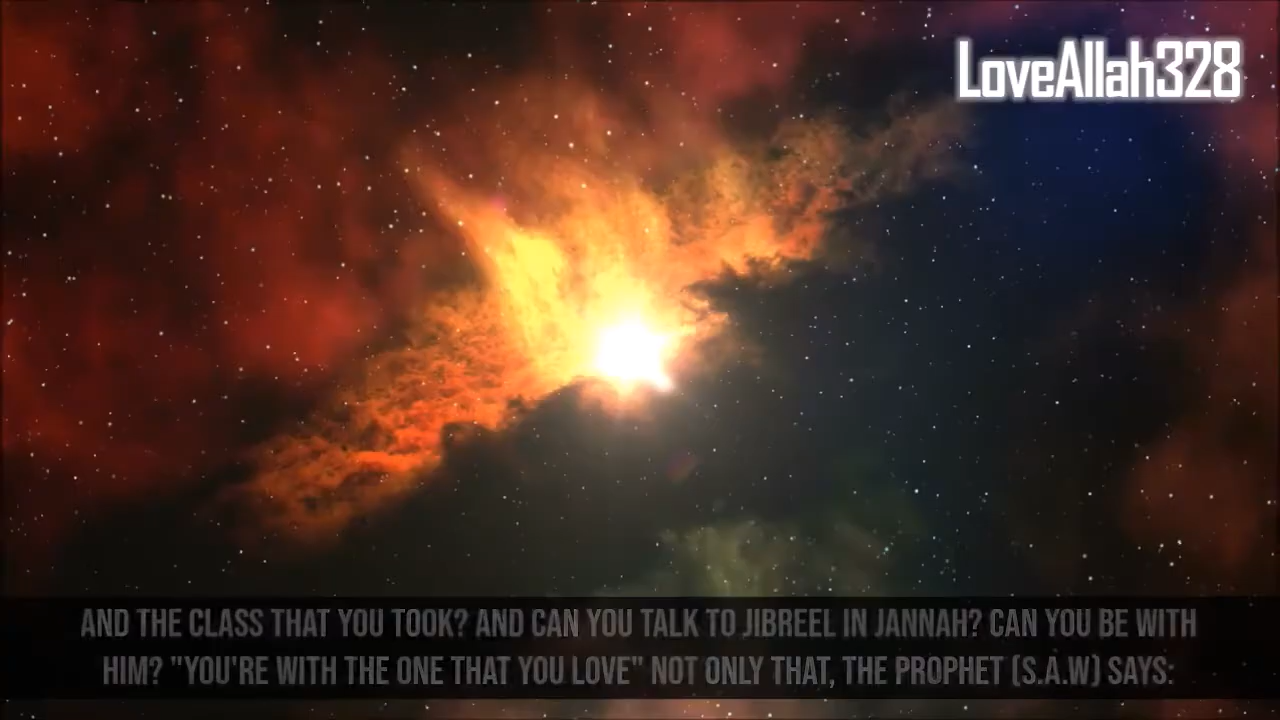 LoveAllah328
AND THE CLASS THAT YOU TOOK? AND CAN YOU TALK TO JIBREEL IN JANNAH? CAN YOU BE WITH
HIM? "YOU'RE WITH THE ONE THAT YOU LOVE" NOT ONLY THAT, THE PROPHET (S.A.W) SAYS: